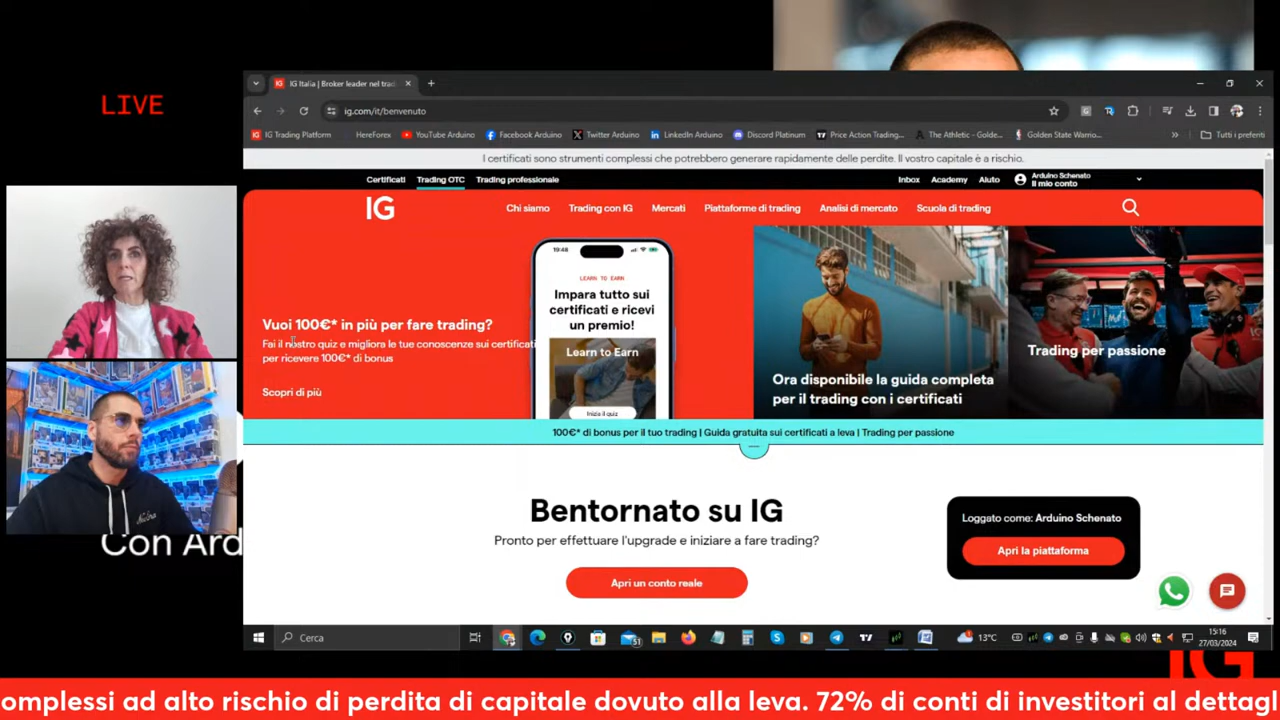 LIVE
IG Italia | Broker leader nel trad
ig.com/it/benvenuto
IG Trading Platform
HereForex
YouTube Arduino
Facebook Arduino
Twitter Arduino
LinkedIn Arduino
Discord Platinum
Price Action Trading...
The Athletic - Golde...
Golden State Warrio...
Tutti i preferiti
I certificati sono strumenti complessi che potrebbero generare rapidamente delle perdite. Il vostro capitale è a rischio.
Certificati Trading OTC Trading professionale
Inbox Academy Aiuto
Arduino Schenato
Il mio conto
IG
Chi siamo Trading con IG Mercati Piattaforme di trading Analisi di mercato Scuola di trading
Vuoi 100€* in più per fare trading?
Fai il nostro quiz e migliora le tue conoscenze sui certificati
per ricevere 100€* di bonus
Scopri di più
19:48
LEARN TO EARN
Impara tutto sui
certificati e ricevi
un premio!
Learn to Earn
Inizia il quiz
Ora disponibile la guida completa
per il trading con i certificati
Trading per passione
100€* di bonus per il tuo trading | Guida gratuita sui certificati a leva | Trading per passione
Bentornato su IG
Pronto per effettuare l'upgrade e iniziare a fare trading?
Apri un conto reale
Loggato come: Arduino Schenato
Apri la piattaforma
Con Ard
Cerca
51
13°C
15:16
27/03/2024
IG
omplessi ad alto rischio di perdita di capitale dovuto alla leva. 72% di conti di investitori al dettagl